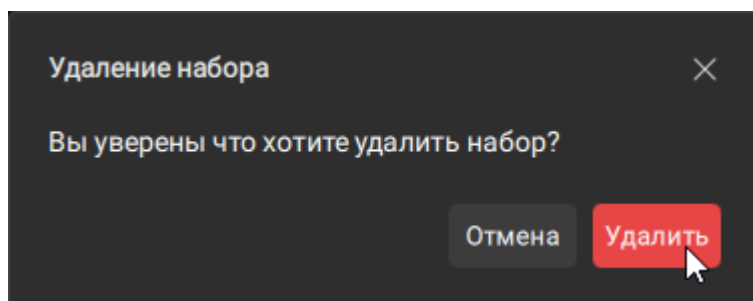 Удаление набора
Вы уверены что хотите удалить набор?
Отмена
Удалить